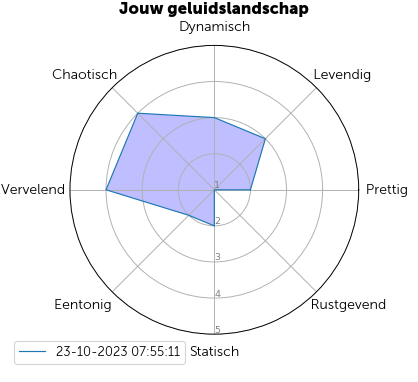 Jouw geluidslandschap
Dynamisch
Chaotisch
Levendig
Vervelend
1
Prettig
2
3
4
Eentonig
Rustgevend
5
23-10-2023 07:55:11
Statisch